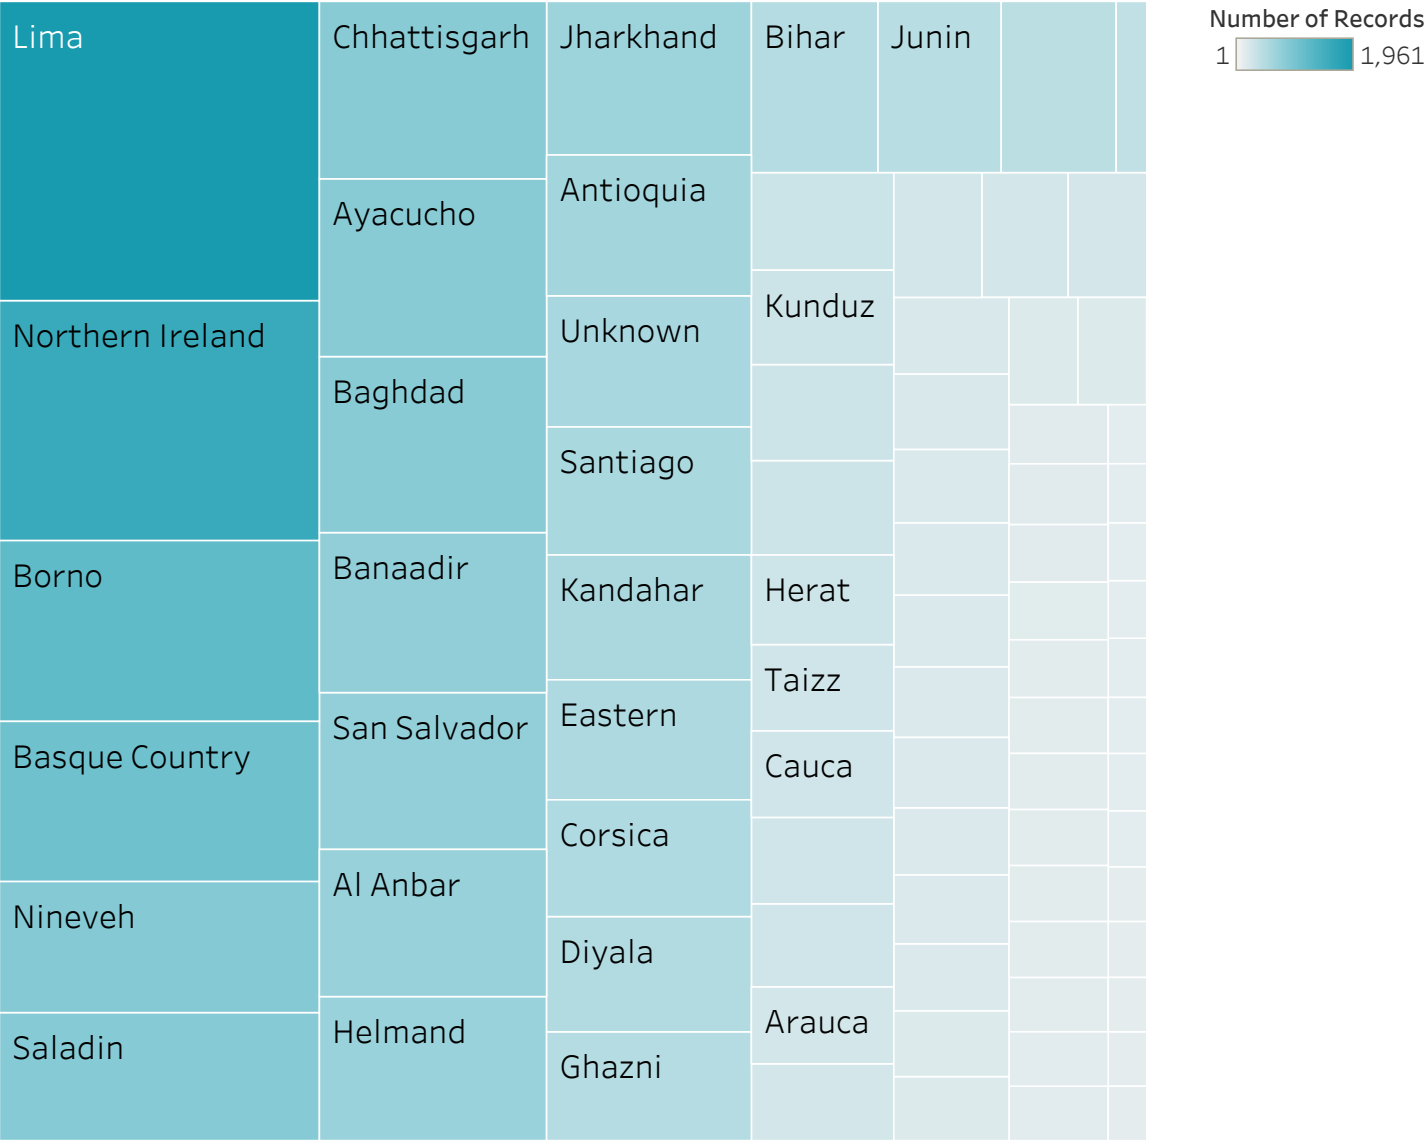 Lima
Northern Ireland
Borno
Basque Country
Nineveh
Saladin
Chhattisgarh
Ayacucho
Baghdad
Banaadir
San Salvador
Al Anbar
Helmand
Jharkhand
Antioquia
Unknown
Santiago
Kandahar
Eastern
Corsica
Diyala
Ghazni
Bihar
Junin
Kunduz
Herat
Taizz
Cauca
Arauca
Number of Records
1 1,961